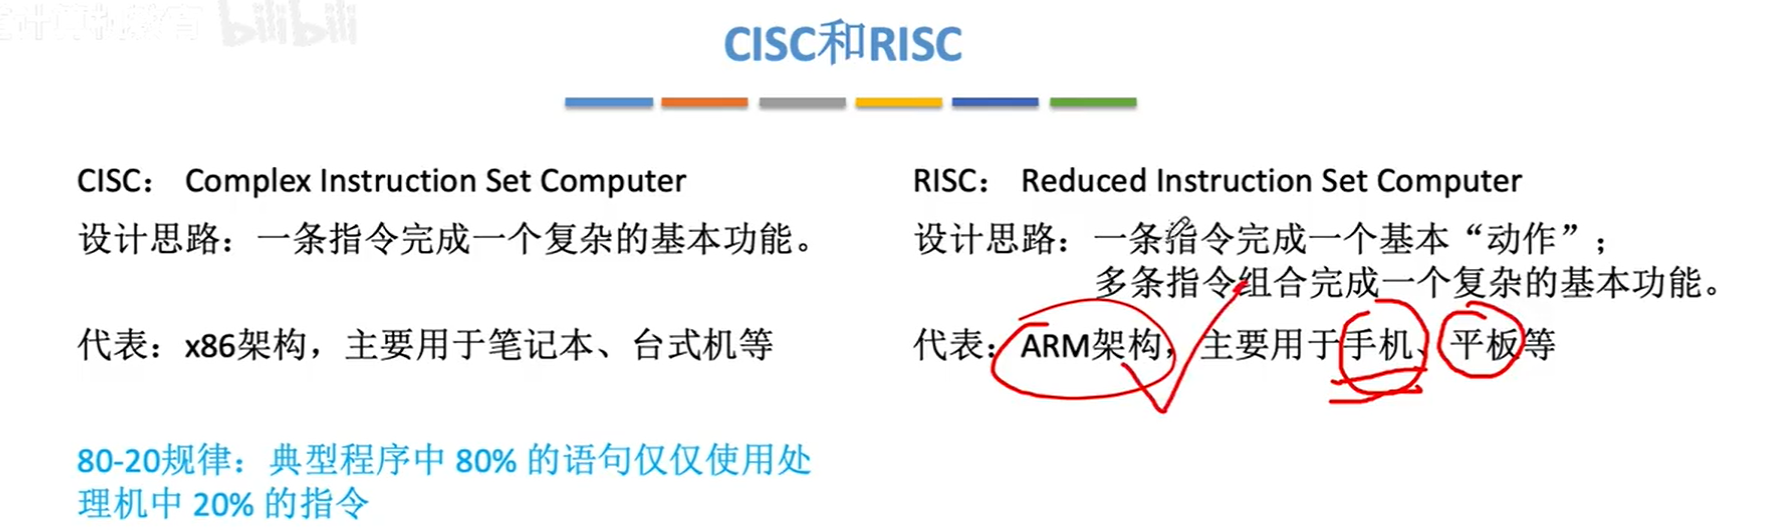 CISC和RISC
CISC： Complex Instruction Set Computer
设计思路：一条指令完成一个复杂的基本功能。
代表：x86架构，主要用于笔记本、台式机等
80-20规律：典型程序中 80% 的语句仅仅使用处
理机中 20% 的指令
RISC： Reduced Instruction Set Computer
设计思路：一条指令完成一个基本“动作”；
多条指令组合完成一个复杂的基本功能。
代表：ARM架构，主要用于手机、平板等
bilibili